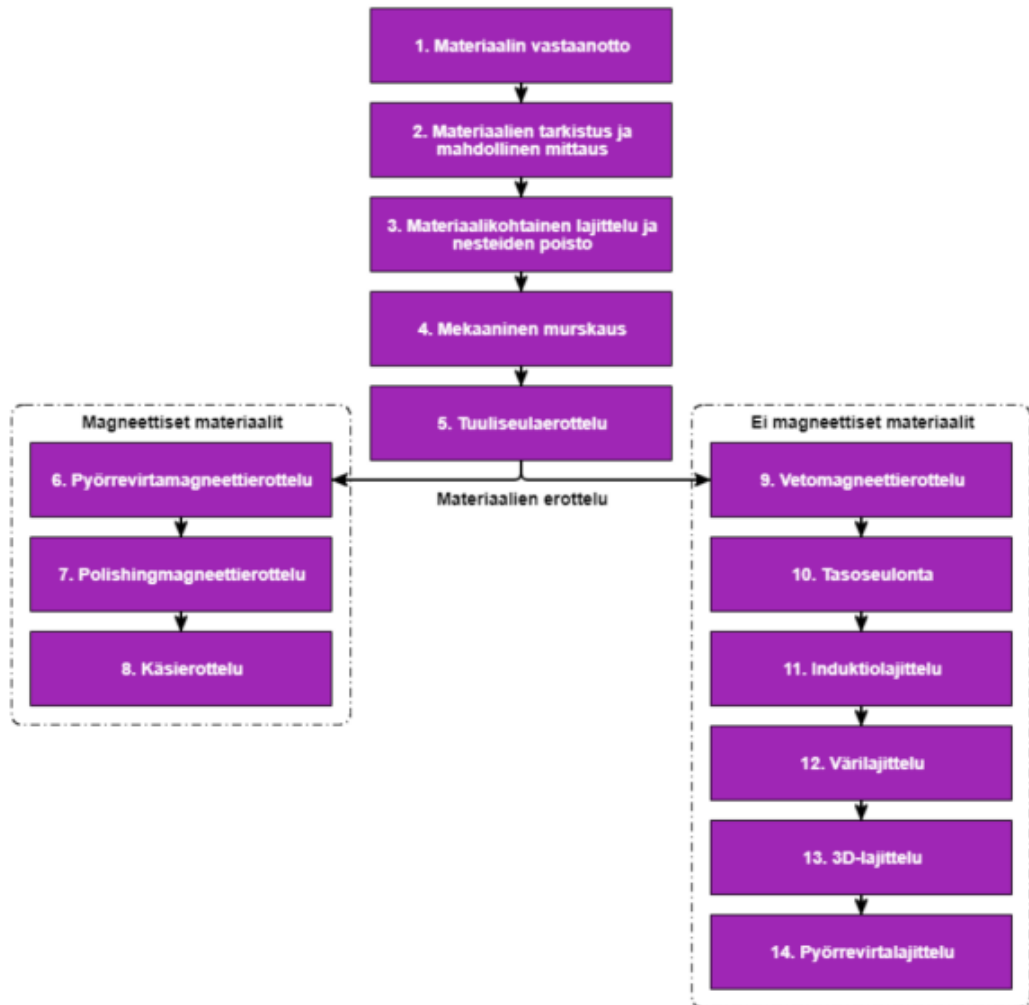 1. Materiaalin vastaanotto
2. Materiaalien tarkistus ja
mahdollinen mittaus
3. Materiaalikohtainen lajittelu ja
nesteiden poisto
4. Mekaaninen murskaus
5. Tuuliseulaerottelu
Materiaalien erottelu
Magneettiset materiaalit
6. Pyörrevirtamagneettierottelu
7. Polishingmagneettierottelu
8. Käsierottelu
Ei magneettiset materiaalit
9. Vetomagneettierottelu
10. Tasoseulonta
11. Induktiolajittelu
12. Värilajittelu
13. 3D-lajittelu
14. Pyörrevirtalajittelu